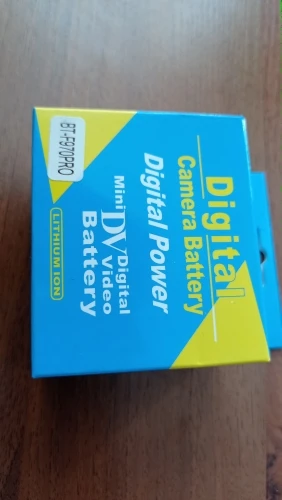 Digital
Camera Battery
Digital Power
Mini DV Digital Video
Battery
BT-F970PRO
LITHIUM ION